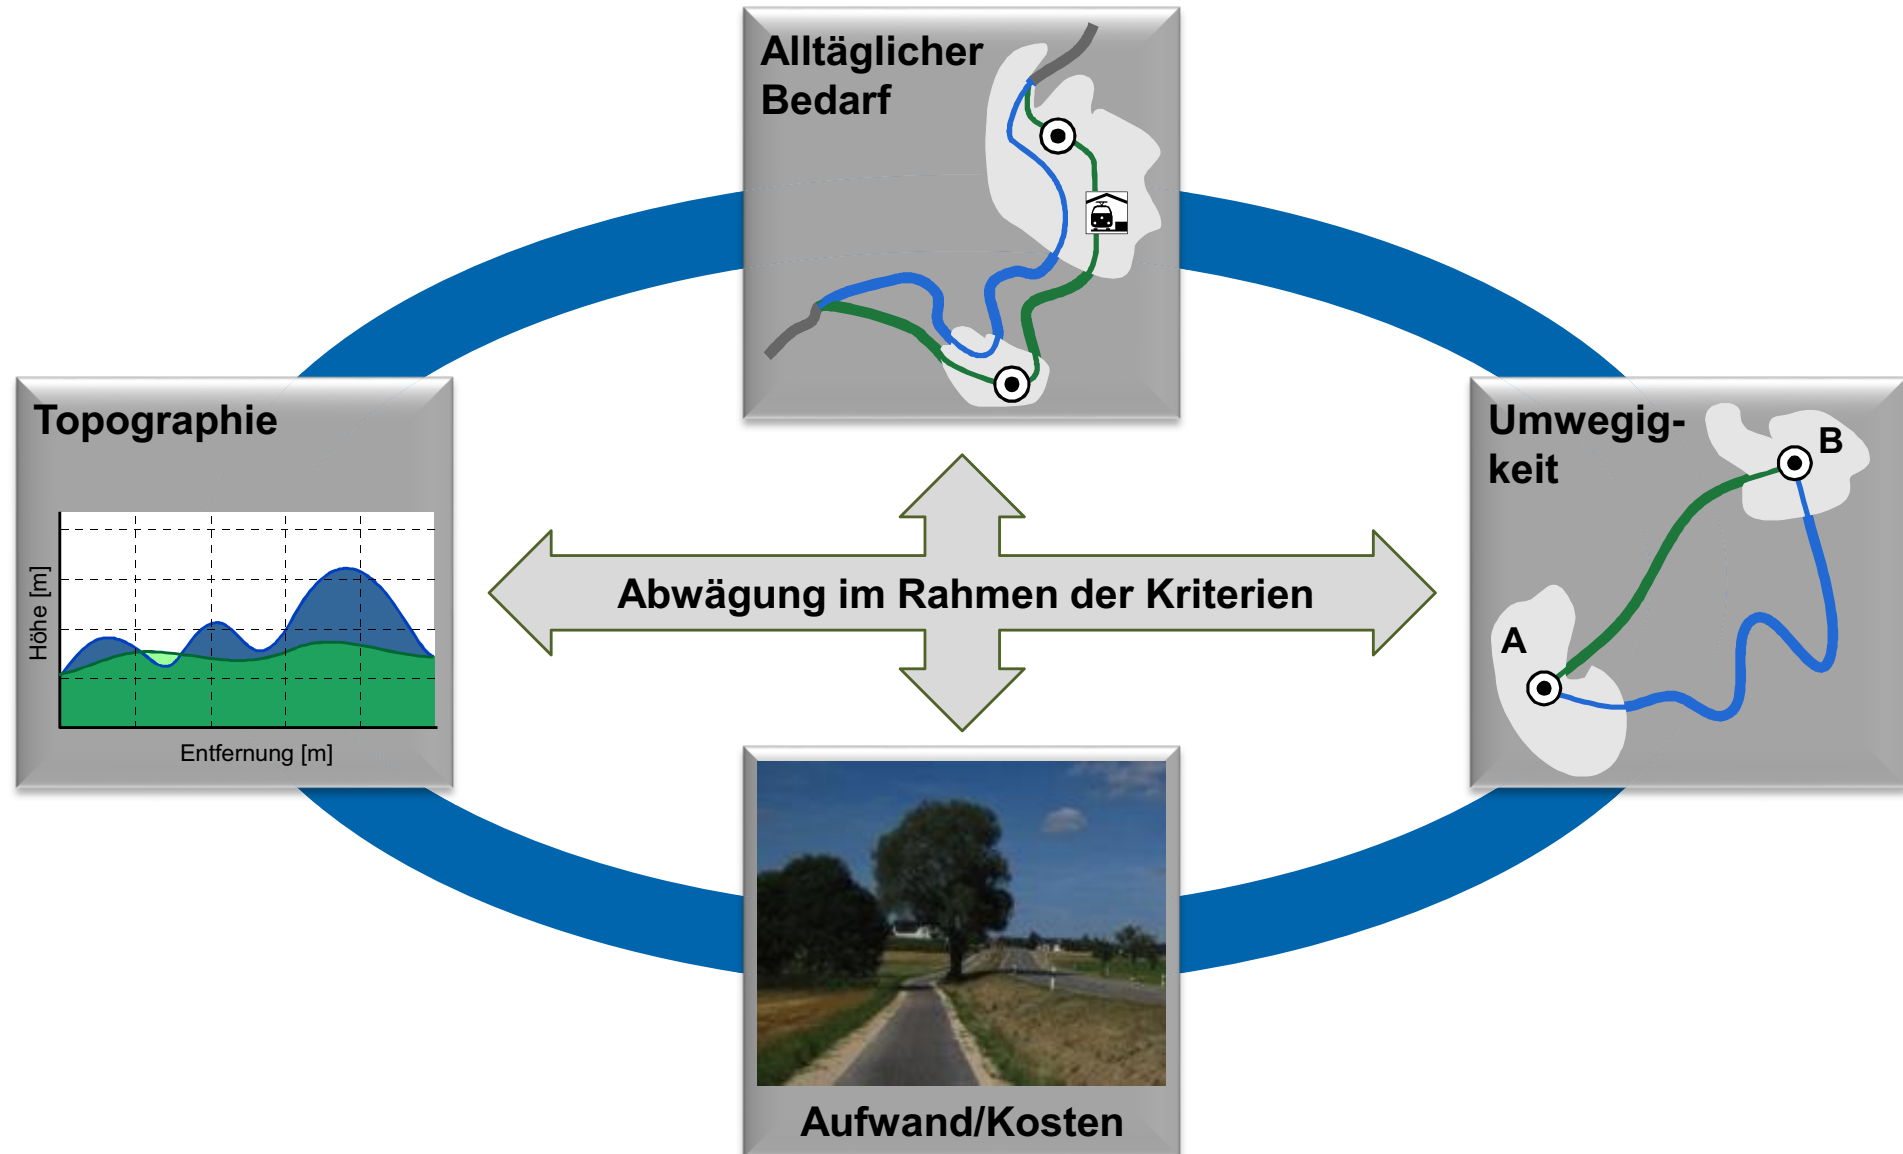 Alltäglicher
Bedarf
Topographie
Höhe [m]
Entfernung [m]
Umwegig-
keit
B
A
Abwägung im Rahmen der Kriterien
Aufwand/Kosten